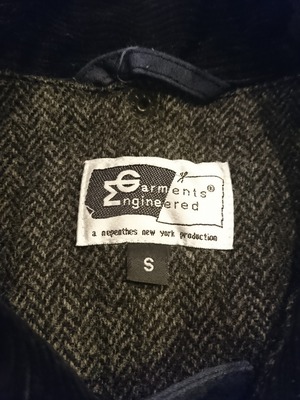 Garments®
Engineered
a nepenthes new york production
S